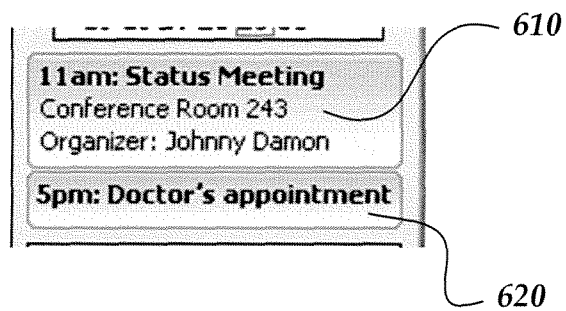 610
11am: Status Meeting
Conference Room 243
Organizer: Johnny Damon
5pm: Doctor's appointment
620